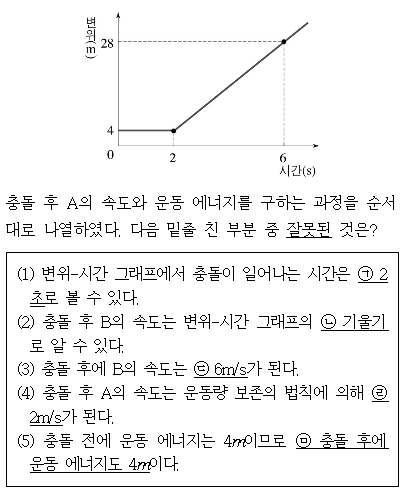 변위(m)
28
4
0
2
6
시간(s)
충돌 후 A의 속도와 운동 에너지를 구하는 과정을 순서
대로 나열하였다. 다음 밑줄 친 부분 중 잘못된 것은?
(1) 변위-시간 그래프에서 충돌이 일어나는 시간은 ㉠ 2
초로 볼 수 있다.
(2) 충돌 후 B의 속도는 변위-시간 그래프의 ㉡ 기울기
로 알 수 있다.
(3) 충돌 후에 B의 속도는 ㉢ 6m/s가 된다.
(4) 충돌 후 A의 속도는 운동량 보존의 법칙에 의해 ㉣
2m/s가 된다.
(5) 충돌 전에 운동 에너지는 4m이므로 ㉤ 충돌 후에
운동 에너지도 4m이다.